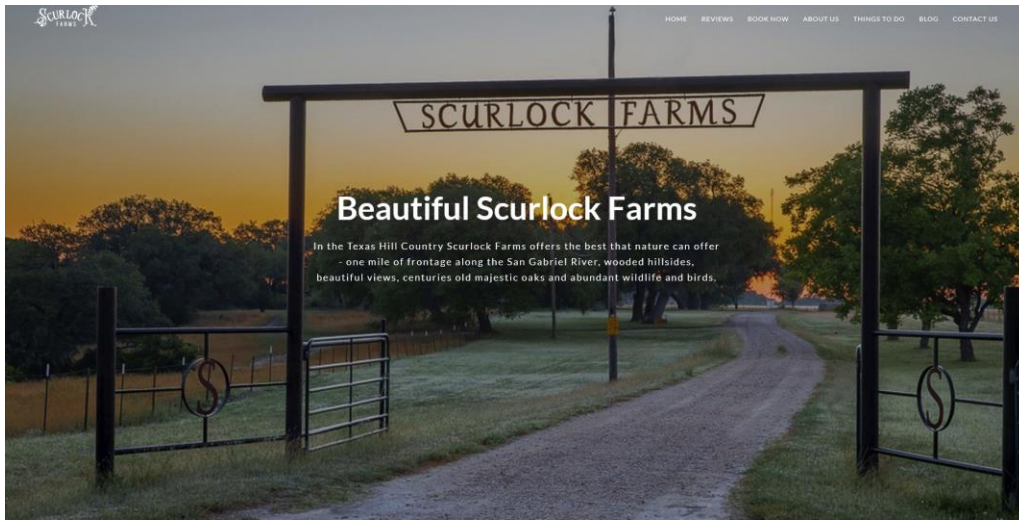 SCURLOCK
FARMS
HOME REVIEWS BOOK NOW ABOUT US THINGS TO DO BLOG CONTACT US
SCURLOCK FARMS
Beautiful Scurlock Farms
In the Texas Hill Country Scurlock Farms offers the best that nature can offer
- one mile of frontage along the San Gabriel River, wooded hillsides,
beautiful views, centuries old majestic oaks and abundant wildlife and birds.
S S